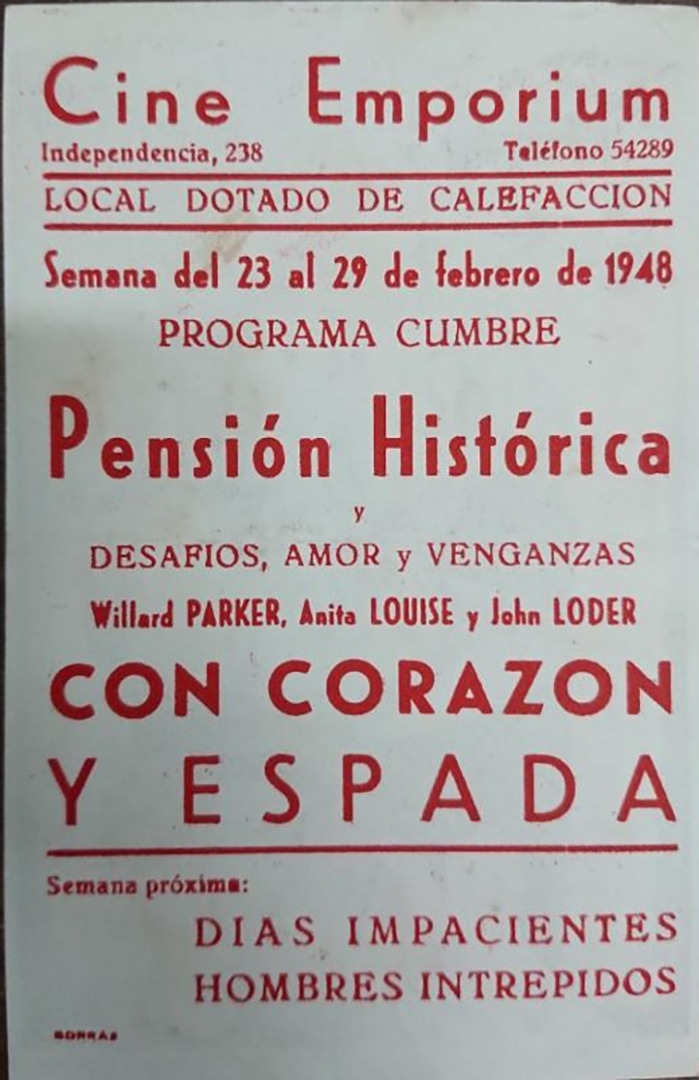 Cine Emporium
Independencia, 238 Teléfono 54289
LOCAL DOTADO DE CALEFACCION
Semana del 23 al 29 de febrero de 1948
PROGRAMA CUMBRE
Pensión Histórica
y
DESAFIOS, AMOR y VENGANZAS
Willard PARKER, Anita LOUISE y John LODER
CON CORAZON
Y ESPADA
Semana próxima:
DIAS IMPACIENTES
HOMBRES INTREPIDOS
BORRAS